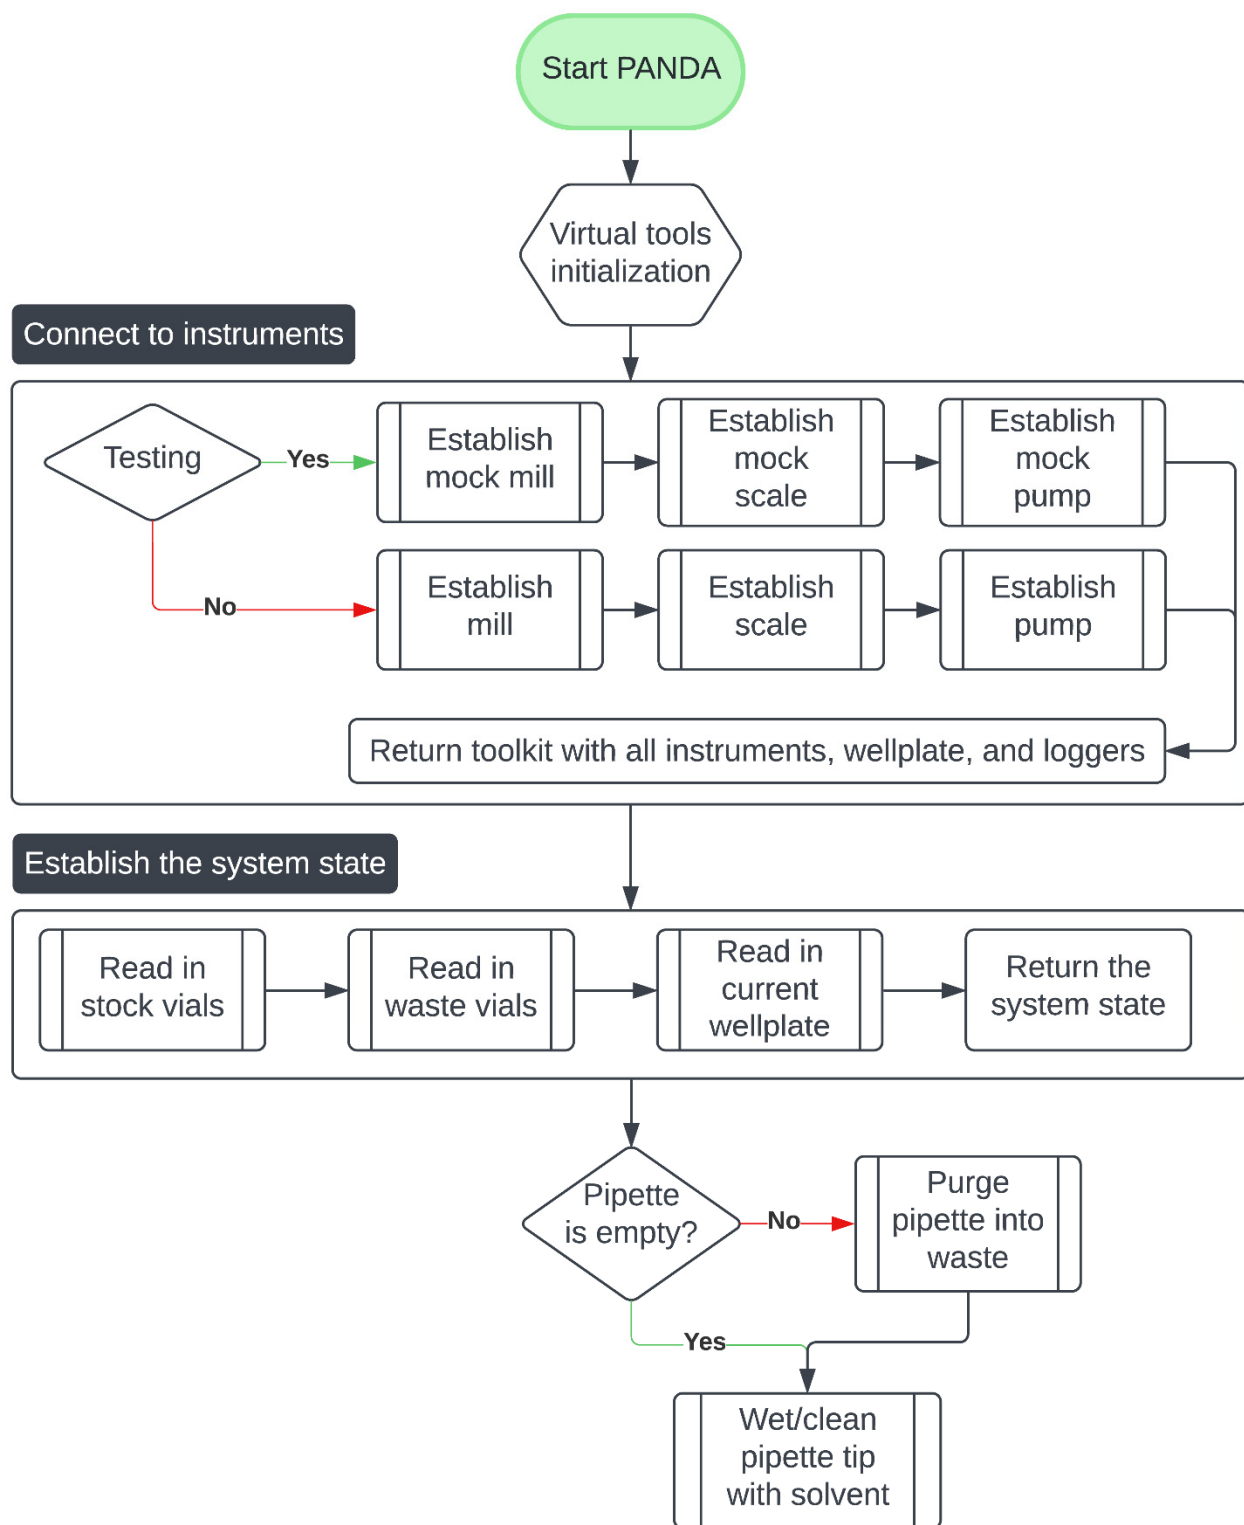 Start PANDA
Virtual tools
initialization
Connect to instruments
Testing
Yes
Establish
mock mill
Establish
mock
scale
Establish
mock
pump
No
Establish
mill
Establish
scale
Establish
pump
Return toolkit with all instruments, wellplate, and loggers
Establish the system state
Read in
stock vials
Read in
waste vials
Read in
current
wellplate
Return the
system state
Pipette
is empty?
No
Purge
pipette into
waste
Yes
Wet/clean
pipette tip
with solvent